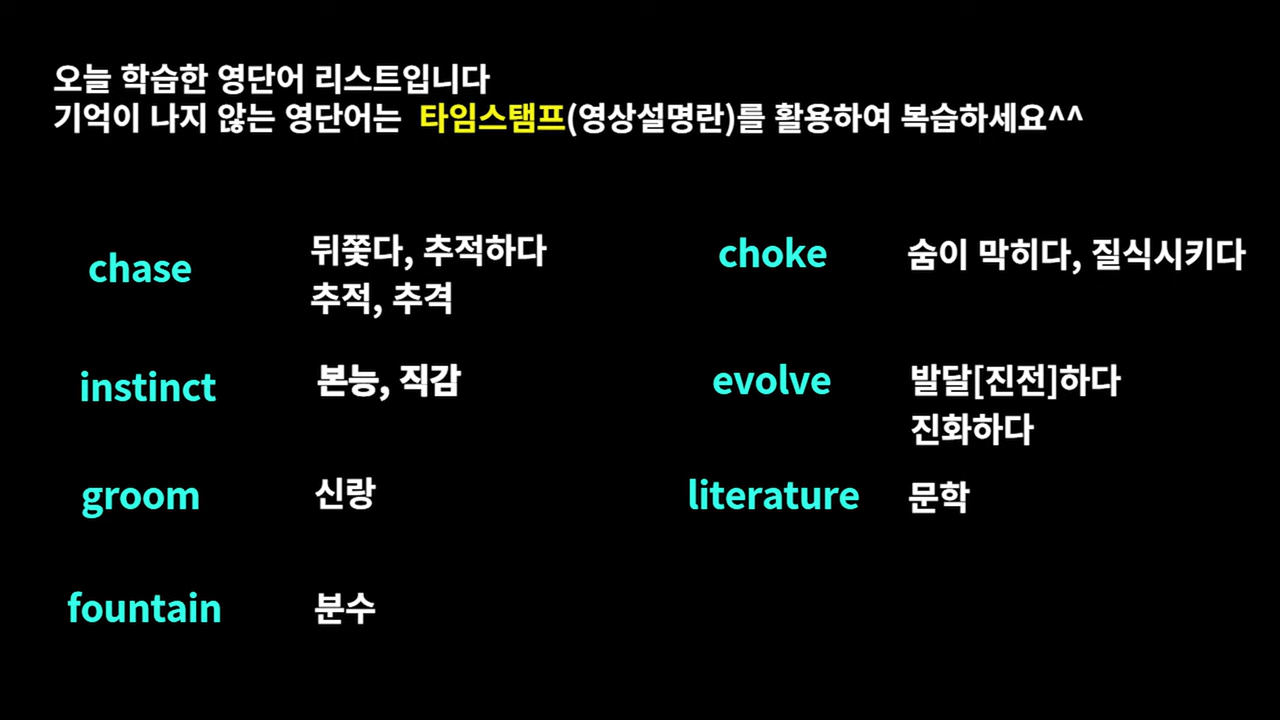 오늘 학습한 영단어 리스트입니다
기억이 나지 않는 영단어는 타임스탬프(영상설명란)를 활용하여 복습하세요^^
chase 뒤쫓다, 추적하다
추적, 추격
choke 숨이 막히다, 질식시키다
instinct 본능, 직감
evolve 발달[진전]하다
진화하다
groom 신랑
literature 문학
fountain 분수